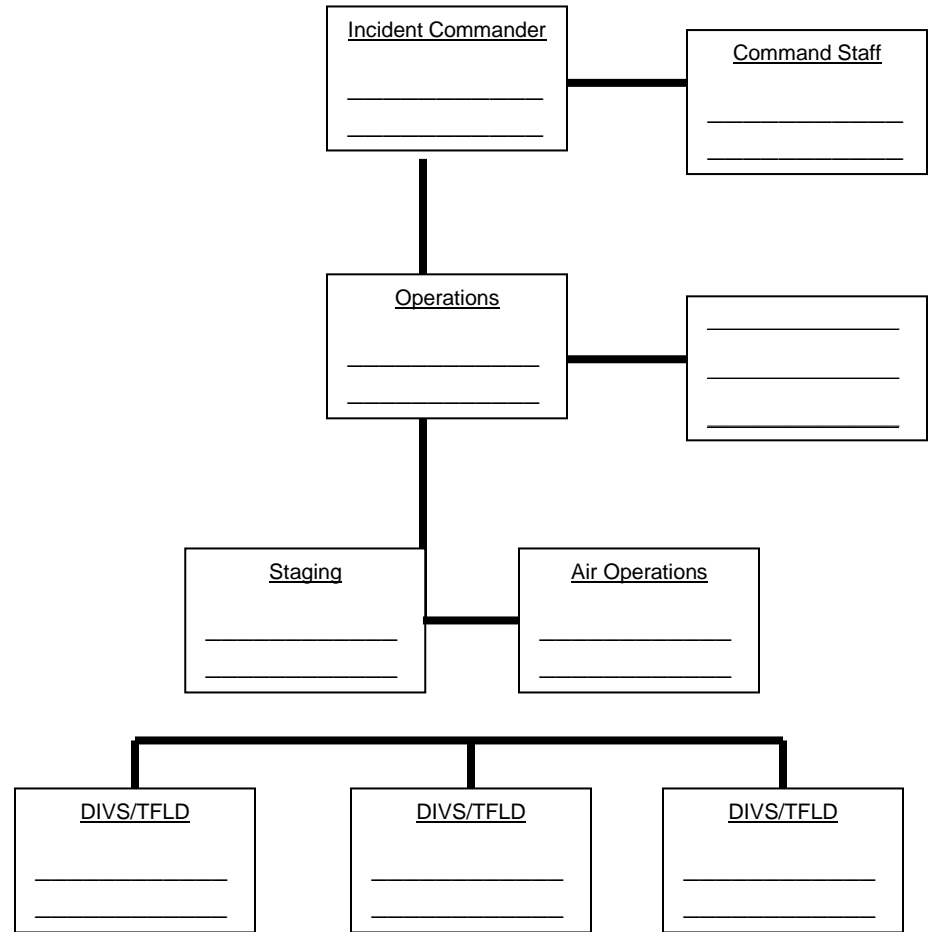 Incident Commander
Command Staff
Operations
Staging
Air Operations
DIVS/TFLD
DIVS/TFLD
DIVS/TFLD